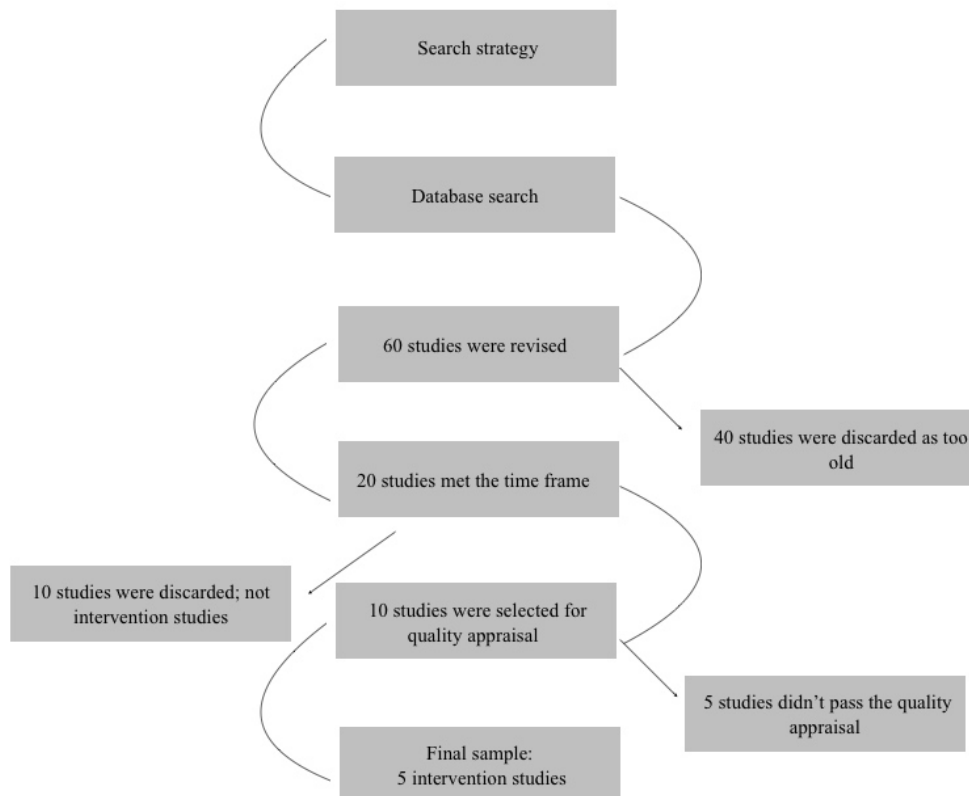 Search strategy
Database search
60 studies were revised
40 studies were discarded as too
old
20 studies met the time frame
10 studies were discarded; not
intervention studies
10 studies were selected for
quality appraisal
5 studies didn’t pass the quality
appraisal
Final sample:
5 intervention studies